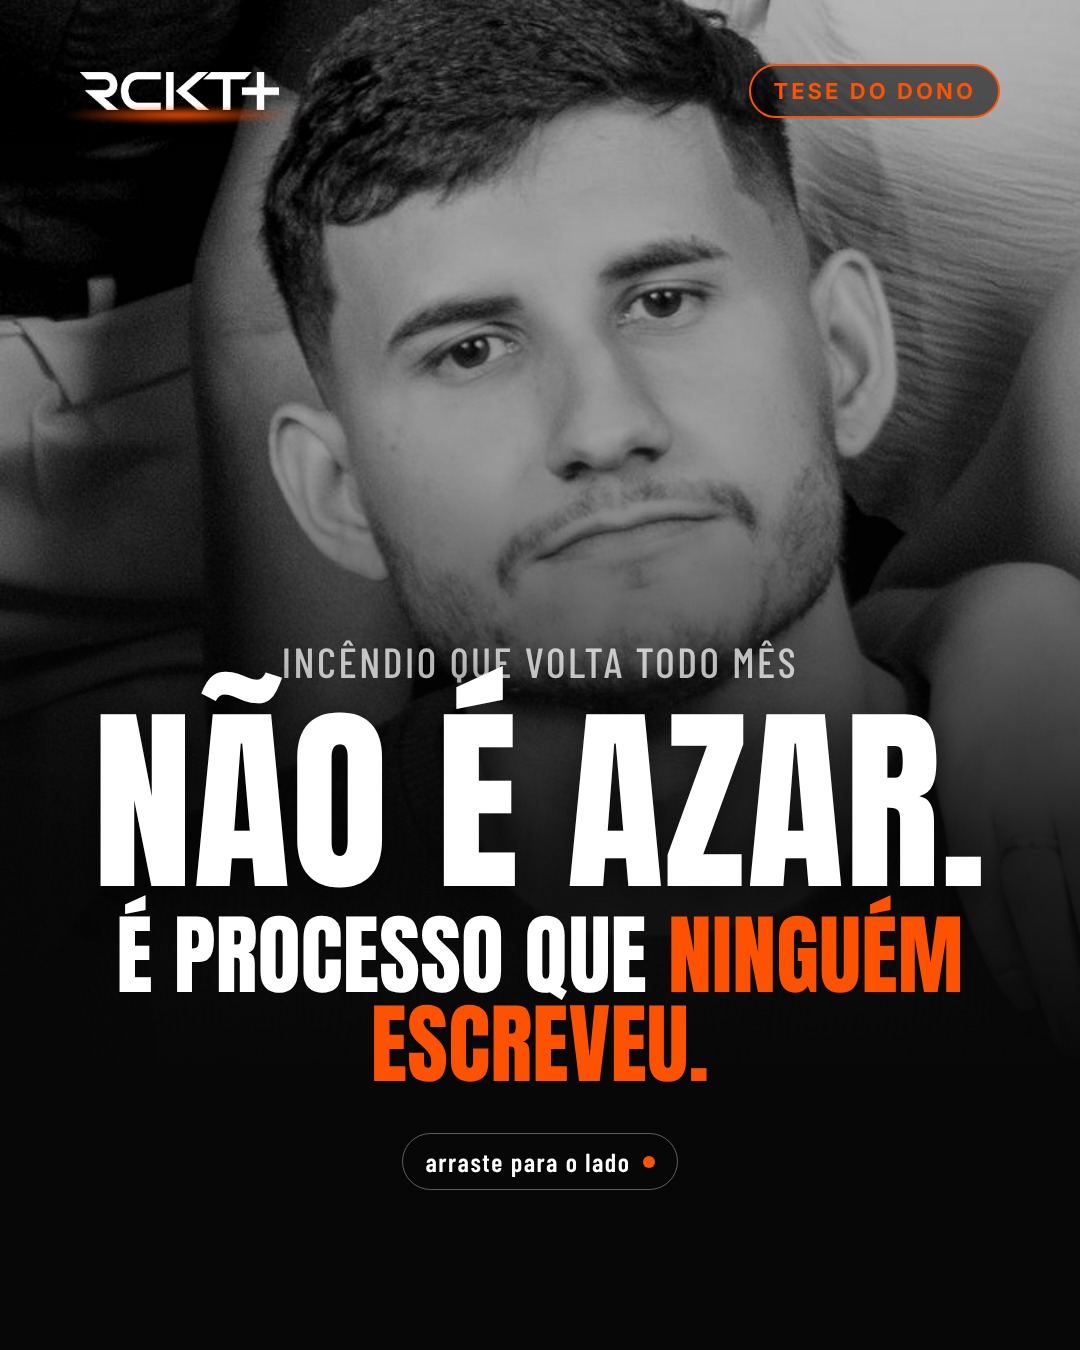 RCKT+
TESE DO DONO
INCÊNDIO QUE VOLTA TODO MÊS
NÃO É AZAR.
É PROCESSO QUE NINGUÉM
ESCREVEU.
arraste para o lado